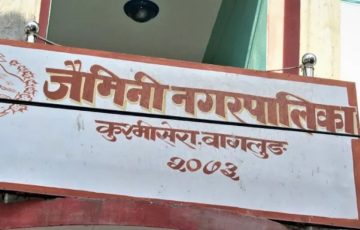 जैमिनी नगरपालिका
कुश्मीसेरा, वागलुङ
२०७३